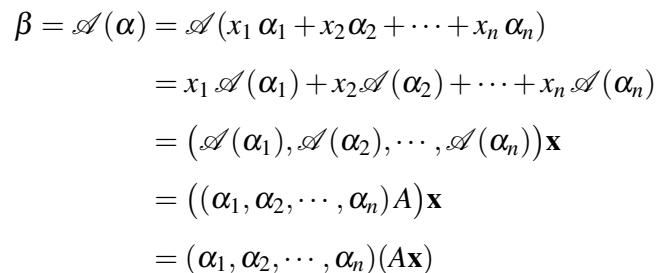 β = 𝒜(α) = 𝒜(x₁α₁ + x₂α₂ + ⋯ + xₙαₙ)
= x₁𝒜(α₁) + x₂𝒜(α₂) + ⋯ + xₙ𝒜(αₙ)
= (𝒜(α₁), 𝒜(α₂), ⋯, 𝒜(αₙ))𝐱
= ((α₁, α₂, ⋯, αₙ)A)𝐱
= (α₁, α₂, ⋯, αₙ)(A𝐱)